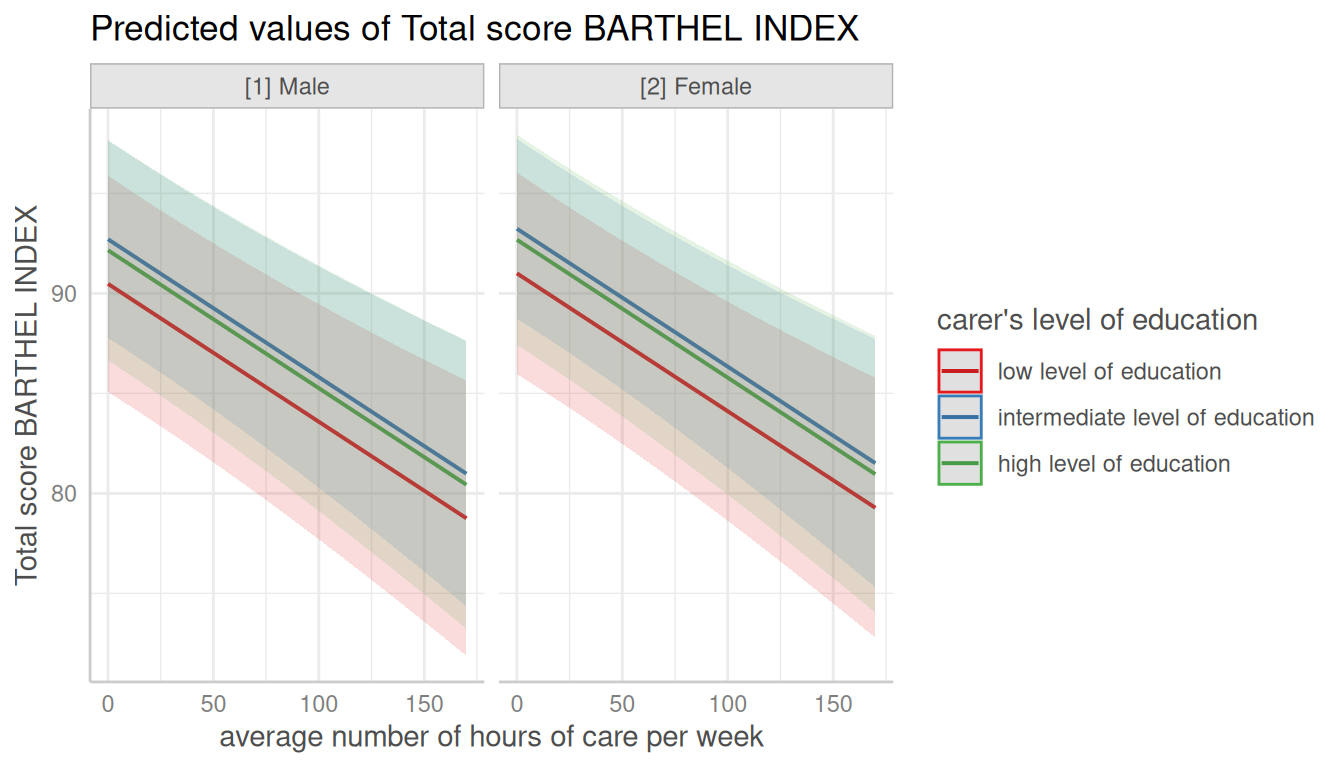 Predicted values of Total score BARTHEL INDEX
[1] Male
[2] Female
Total score BARTHEL INDEX
90
80
0 50 100 150
0 50 100 150
average number of hours of care per week
carer's level of education
low level of education
intermediate level of education
high level of education